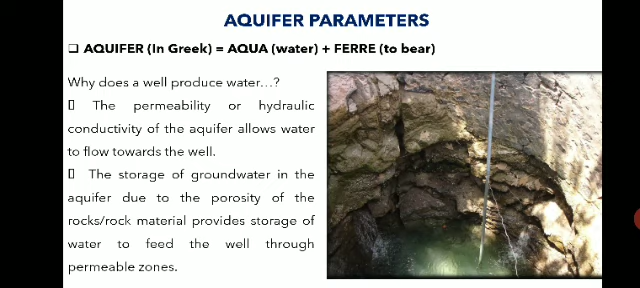 AQUIFER PARAMETERS
❑ AQUIFER (In Greek) = AQUA (water) + FERRE (to bear)
Why does a well produce water...?
▯ The permeability or hydraulic
conductivity of the aquifer allows water
to flow towards the well.
▯ The storage of groundwater in the
aquifer due to the porosity of the
rocks/rock material provides storage of
water to feed the well through
permeable zones.